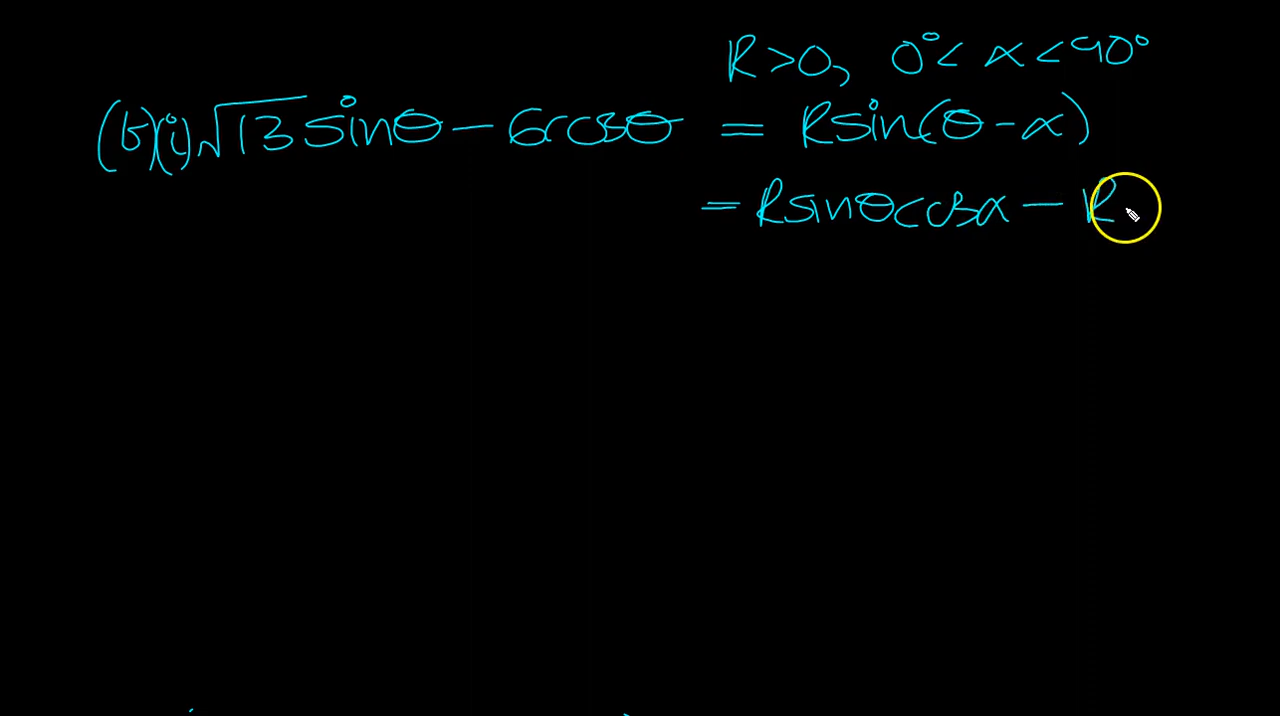 R>0, 0°<α<90°
(b)(i) √13 sinθ − 6cosθ = Rsin(θ-α)
= Rsinθcosα − R